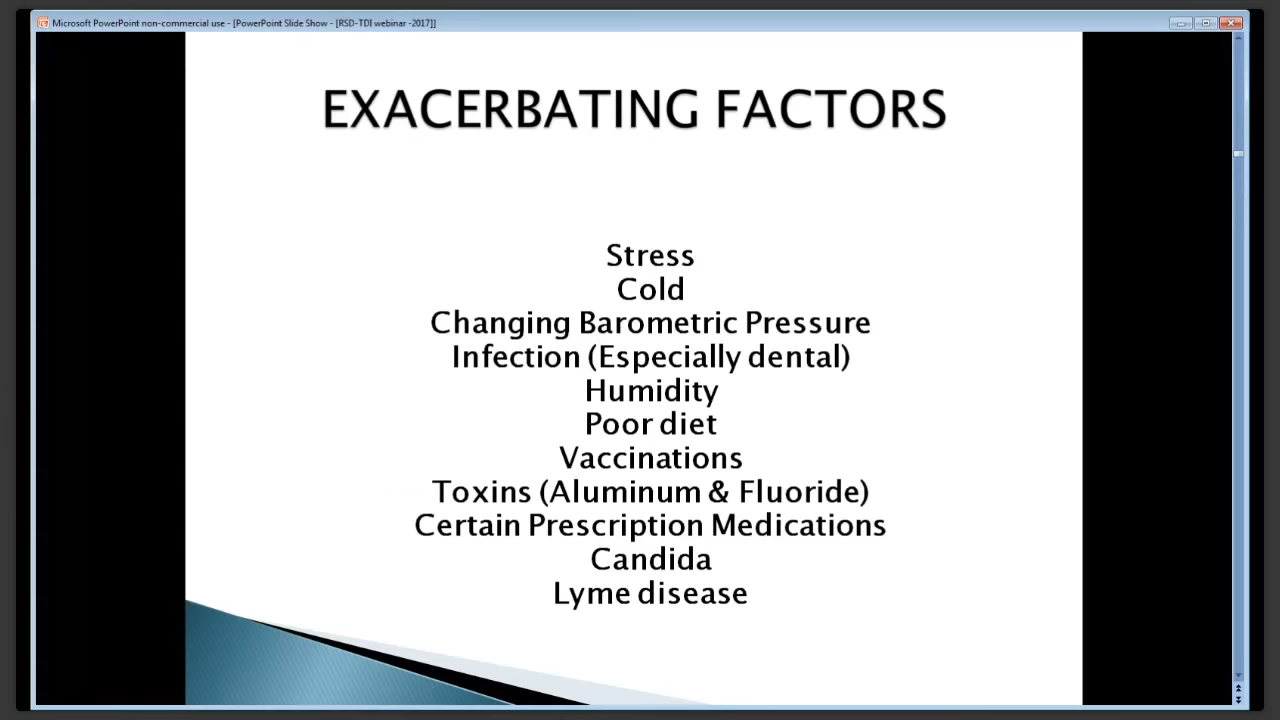 Microsoft PowerPoint non-commercial use - [PowerPoint Slide Show - [RSD-TDI webinar -2017]]
EXACERBATING FACTORS
Stress
Cold
Changing Barometric Pressure
Infection (Especially dental)
Humidity
Poor diet
Vaccinations
Toxins (Aluminum & Fluoride)
Certain Prescription Medications
Candida
Lyme disease